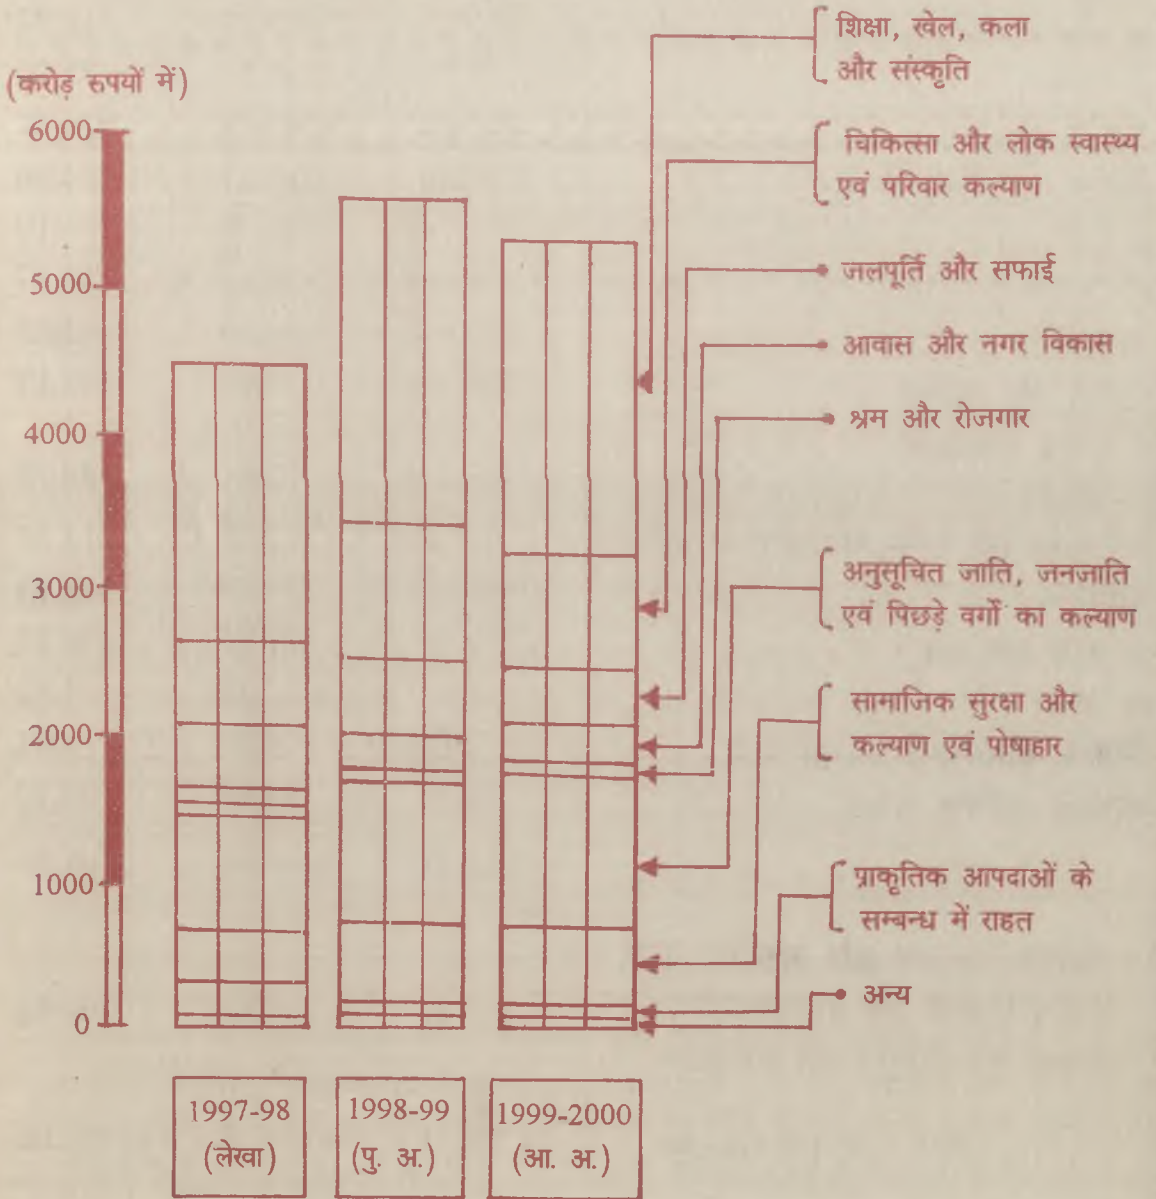 (करोड़ रुपयों में)
6000
5000
4000
3000
2000
1000
0
शिक्षा, खेल, कला
और संस्कृति
चिकित्सा और लोक स्वास्थ्य
एवं परिवार कल्याण
जलपूर्ति और सफाई
आवास और नगर विकास
श्रम और रोजगार
अनुसूचित जाति, जनजाति
एवं पिछड़े वर्गों का कल्याण
सामाजिक सुरक्षा और
कल्याण एवं पोषाहार
प्राकृतिक आपदाओं के
सम्बन्ध में राहत
अन्य
1997-98
(लेखा)
1998-99
(पु. अ.)
1999-2000
(आ. अ.)